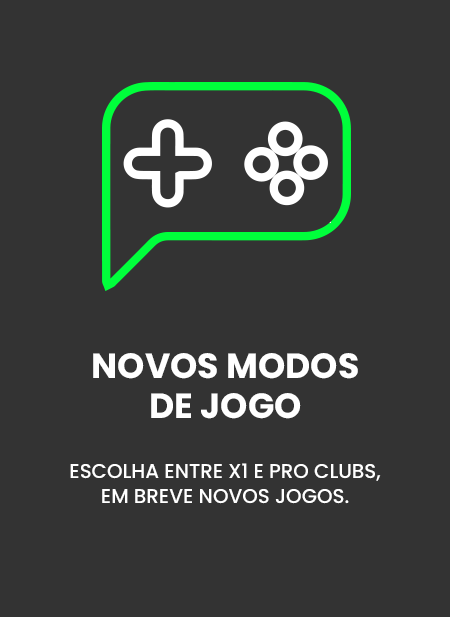 NOVOS MODOS
DE JOGO
ESCOLHA ENTRE X1 E PRO CLUBS,
EM BREVE NOVOS JOGOS.